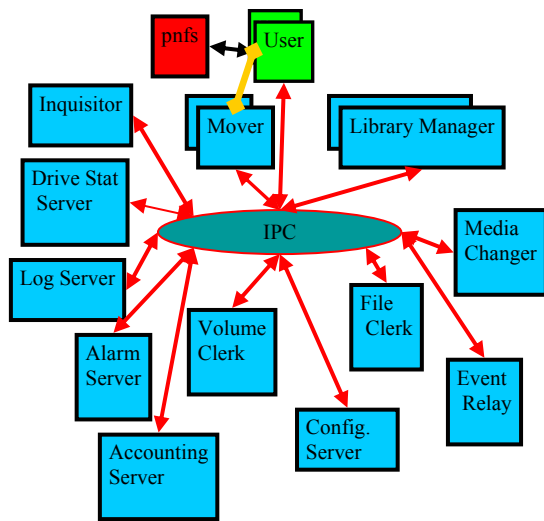 pnfs
User
Inquisitor
Mover
Library Manager
Drive Stat
Server
IPC
Media
Changer
Log Server
File
Clerk
Volume
Clerk
Alarm
Server
Event
Relay
Config.
Server
Accounting
Server